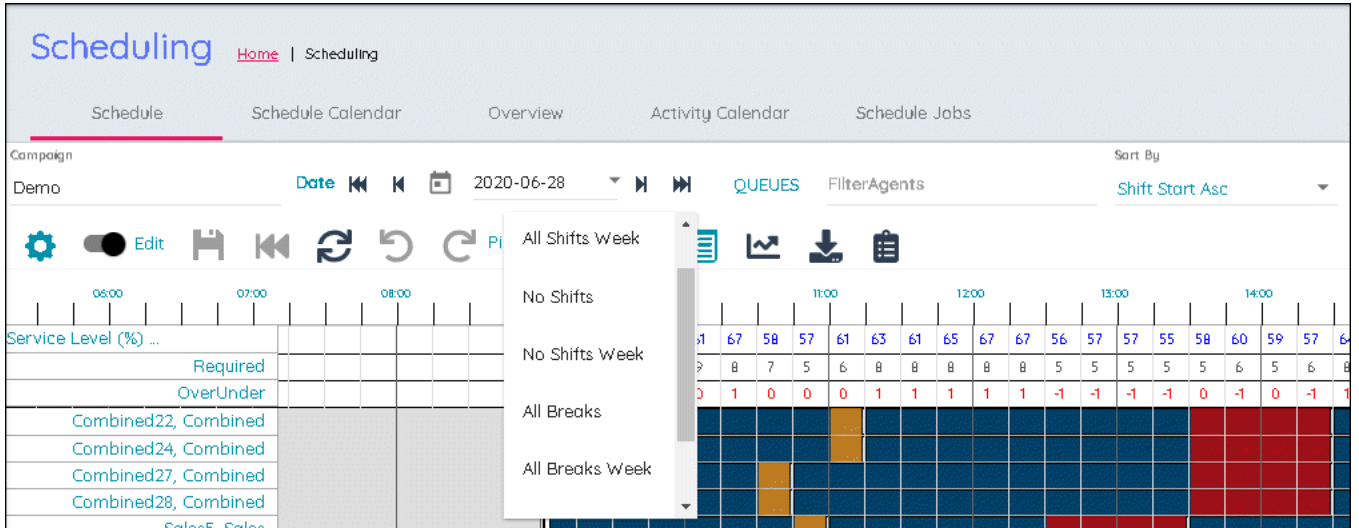 Scheduling Home | Scheduling
Schedule Schedule Calendar Overview Activity Calendar Schedule Jobs
Campaign
Sort By
Demo Date 2020-06-28 QUEUES FilterAgents Shift Start Asc
Edit
All Shifts Week
No Shifts
No Shifts Week
All Breaks
All Breaks Week
06:00 07:00 08:00 11:00 12:00 13:00 14:00
Service Level (%) ... 67 58 57 61 63 61 65 67 67 56 57 57 55 58 60 59 57
Required 8 7 5 6 8 8 8 8 8 5 5 5 5 5 6 5 6
OverUnder 1 0 0 0 1 1 1 1 1 -1 -1 -1 -1 0 -1 0 -1
Combined22, Combined
Combined24, Combined
Combined27, Combined
Combined28, Combined